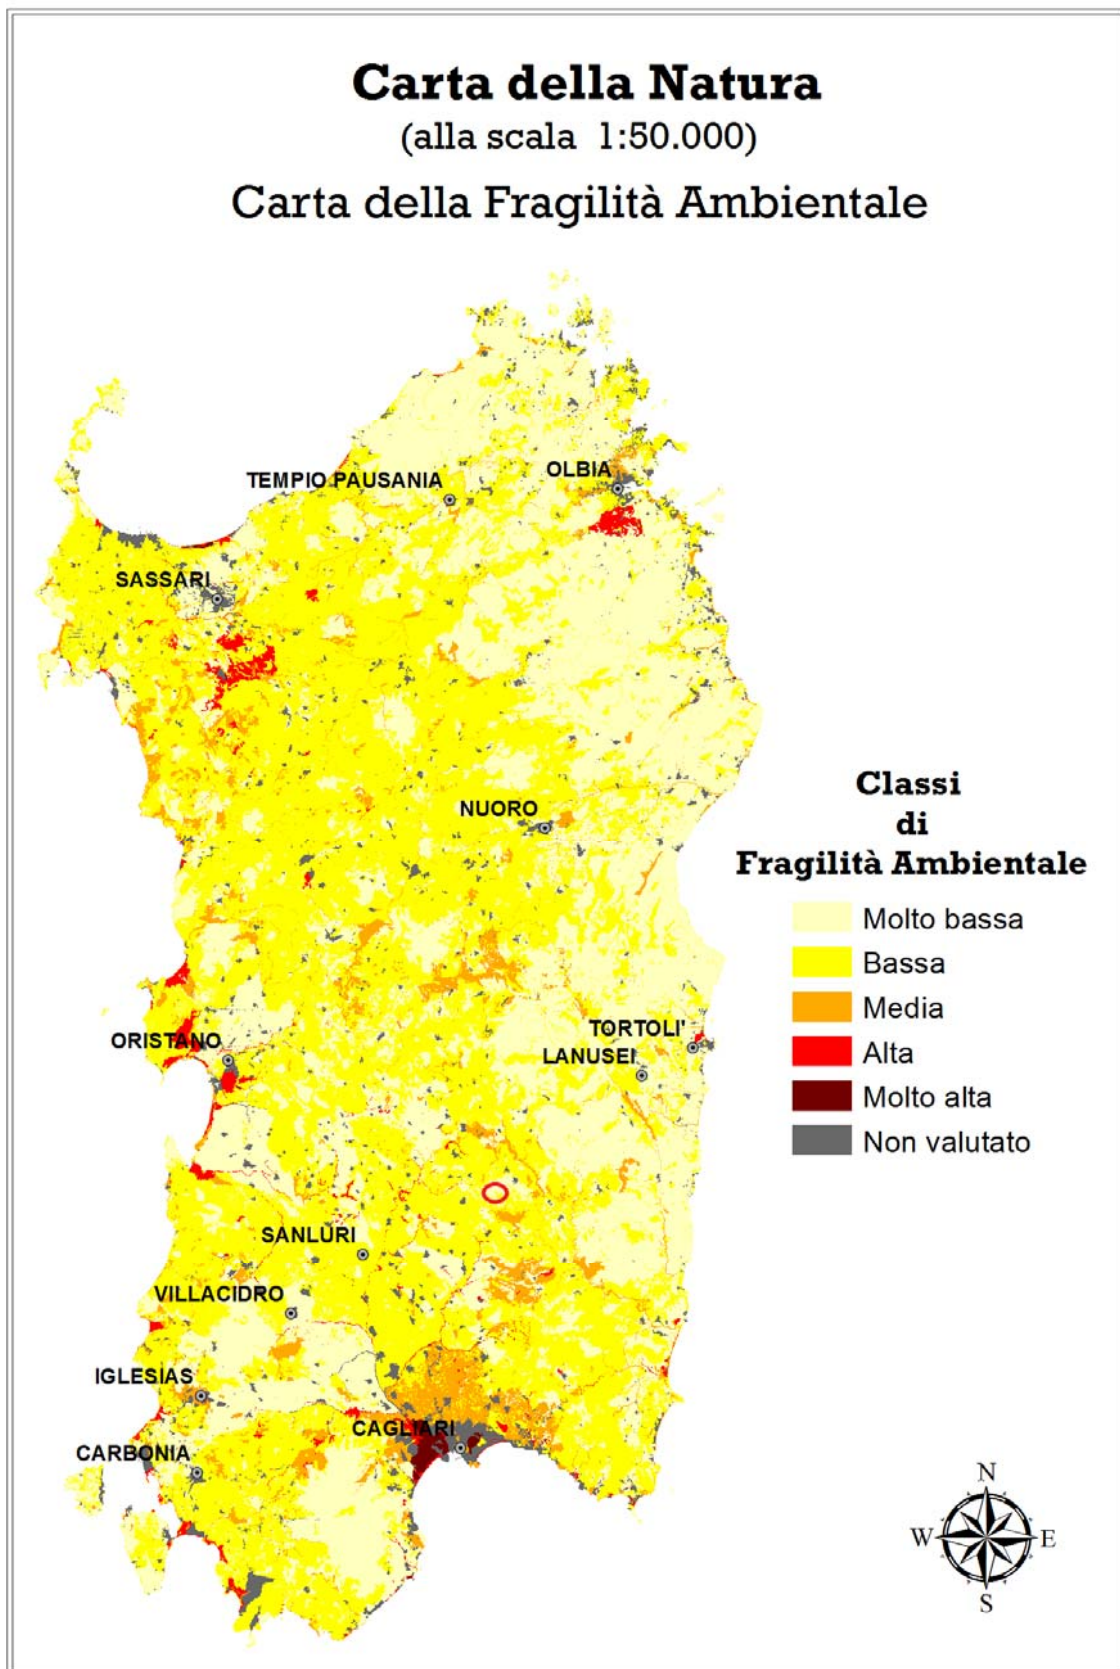 Carta della Natura
(alla scala 1:50.000)
Carta della Fragilità Ambientale
TEMPIO PAUSANIA
OLBIA
SASSARI
NUORO
Classi
di
Fragilità Ambientale
Molto bassa
Bassa
Media
Alta
Molto alta
Non valutato
ORISTANO
TORTOLI'
LANUSEI
SANLURI
VILLACIDRO
IGLESIAS
CAGLIARI
CARBONIA
N
W
E
S